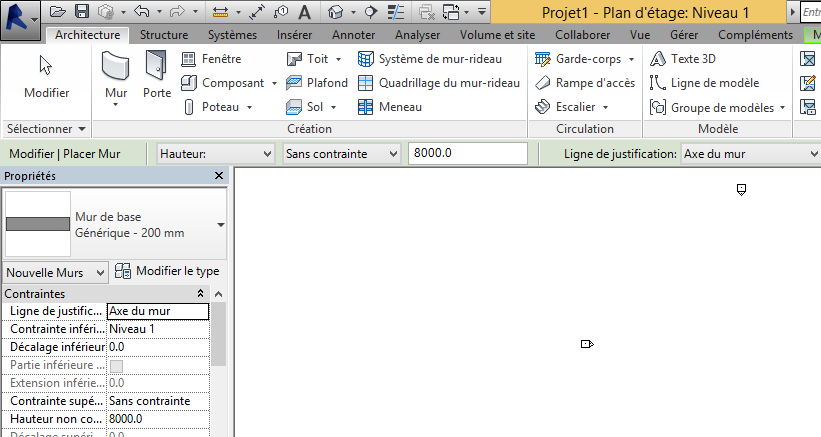 Projet1 - Plan d'étage: Niveau 1
Architecture Structure Systèmes Insérer Annoter Analyser Volume et site Collaborer Vue Gérer Compléments
Modifier
Mur
Porte
Fenêtre
Composant
Poteau
Toit
Plafond
Sol
Système de mur-rideau
Quadrillage du mur-rideau
Meneau
Garde-corps
Rampe d'accès
Escalier
Texte 3D
Ligne de modèle
Groupe de modèles
Sélectionner Création Circulation Modèle
Modifier | Placer Mur Hauteur: Sans contrainte 8000.0 Ligne de justification: Axe du mur
Propriétés
Mur de base
Générique - 200 mm
Nouvelle Murs Modifier le type
Contraintes
Ligne de justific... Axe du mur
Contrainte inféri... Niveau 1
Décalage inférieur 0.0
Partie inférieure ...
Extension inférie... 0.0
Contrainte supé... Sans contrainte
Hauteur non co... 8000.0
Décalage supéri... 0.0